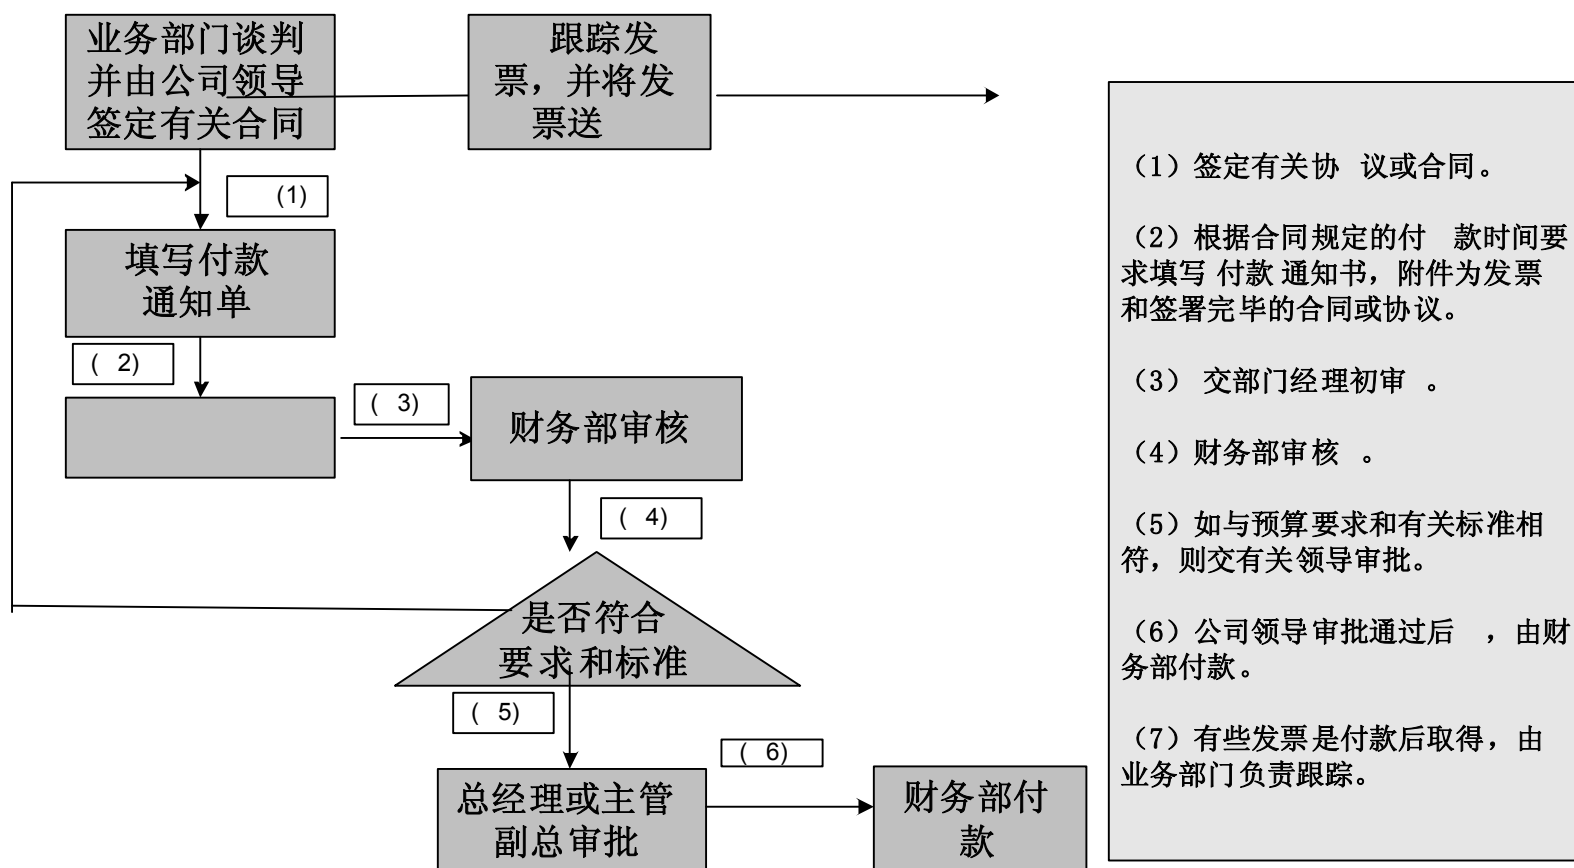 业务部门谈判
并由公司领导
签定有关合同
跟踪发
票，并将发
票送
(1)
填写付款
通知单
( 2)
( 3)
财务部审核
( 4)
是否符合
要求和标准
( 5)
( 6)
总经理或主管
副总审批
财务部付
款
（1）签定有关协 议或合同。
（2）根据合同规定的付 款时间要
求填写 付款 通知书，附件为发票
和签署完毕的合同或协议。
（3） 交部门经理初审 。
（4）财务部审核 。
（5）如与预算要求和有关标准相
符，则交有关领导审批。
（6）公司领导审批通过后 ，由财
务部付款。
（7）有些发票是付款后取得，由
业务部门负责跟踪。